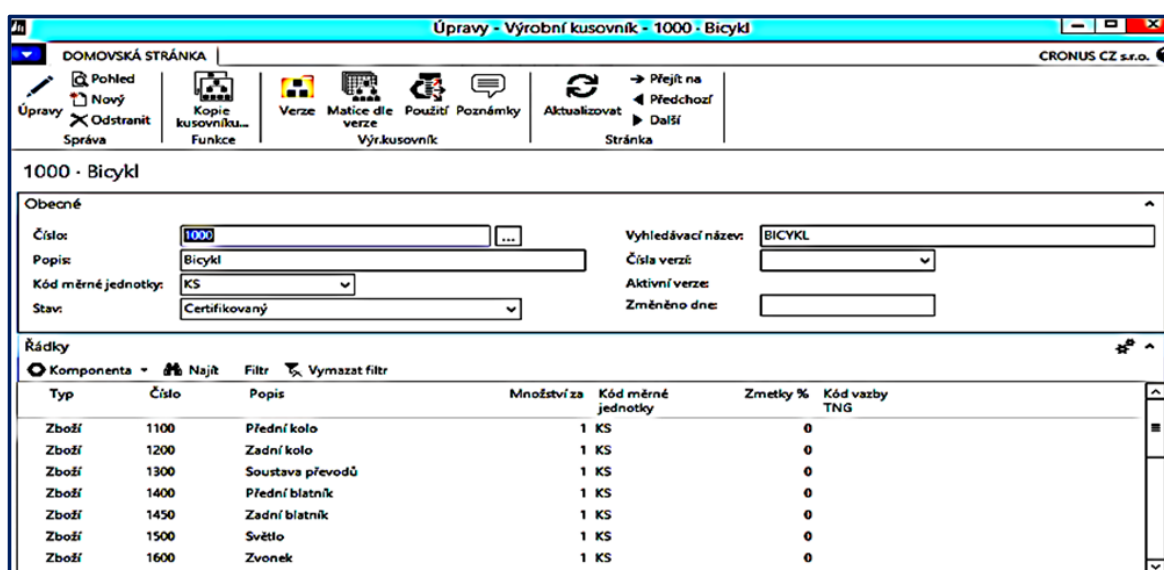 Úpravy - Výrobní kusovník - 1000 · Bicykl
DOMOVSKÁ STRÁNKA
CRONUS CZ s.r.o.
Úpravy
Pohled
Nový
Odstranit
Správa
Kopie kusovníku...
Funkce
Verze
Matice dle verze
Použití
Poznámky
Výr.kusovník
Aktualizovat
Přejít na
Předchozí
Další
Stránka
1000 · Bicykl
Obecné
Číslo: 1000 ... Vyhledávací název: BICYKL
Popis: Bicykl Čísla verzí:
Kód měrné jednotky: KS Aktivní verze:
Stav: Certifikovaný Změněno dne:
Řádky
Komponenta Najít Filtr Vymazat filtr
Typ Číslo Popis Množství za Kód měrné jednotky Zmetky % Kód vazby TNG
Zboží 1100 Přední kolo 1 KS 0
Zboží 1200 Zadní kolo 1 KS 0
Zboží 1300 Soustava převodů 1 KS 0
Zboží 1400 Přední blatník 1 KS 0
Zboží 1450 Zadní blatník 1 KS 0
Zboží 1500 Světlo 1 KS 0
Zboží 1600 Zvonek 1 KS 0